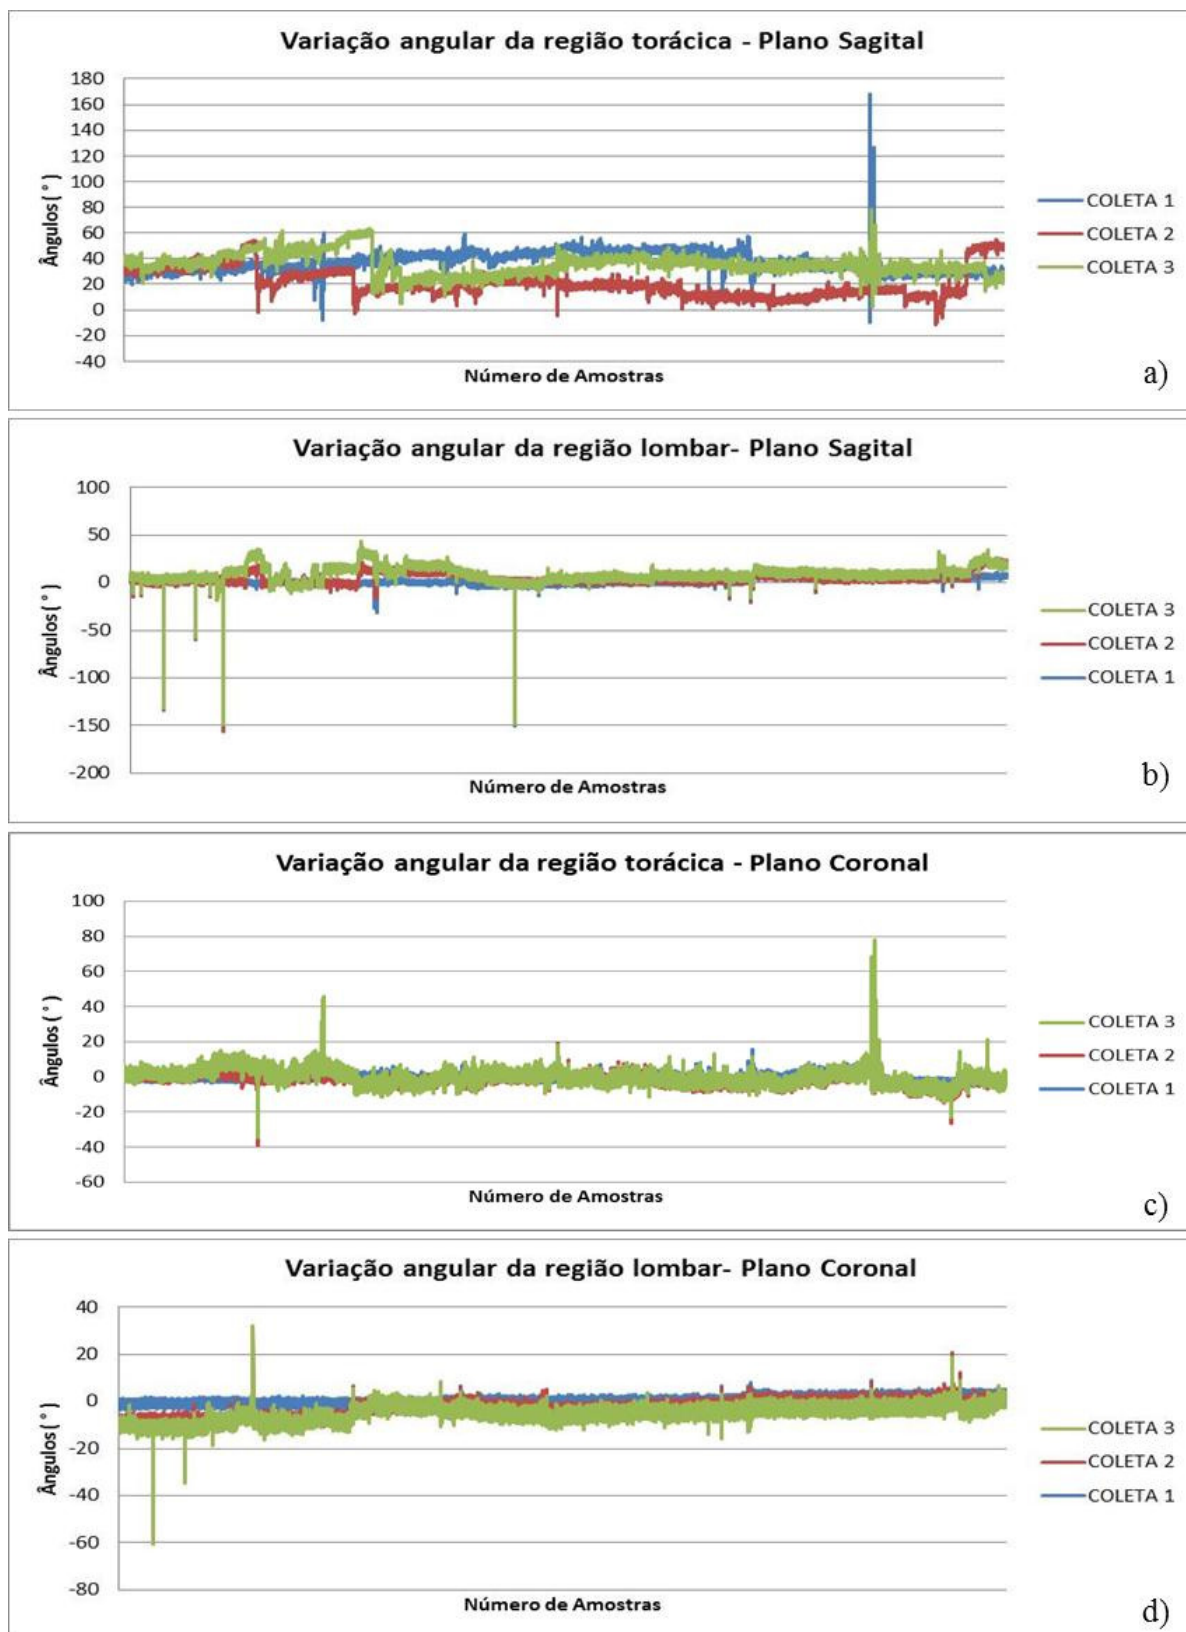 Variação angular da região torácica - Plano Sagital
180
160
140
120
100
80
60
40
20
0
-20
-40
Ângulos ( ° )
Número de Amostras
COLETA 1
COLETA 2
COLETA 3
a)
Variação angular da região lombar- Plano Sagital
100
50
0
-50
-100
-150
-200
Ângulos ( ° )
Número de Amostras
COLETA 3
COLETA 2
COLETA 1
b)
Variação angular da região torácica - Plano Coronal
100
80
60
40
20
0
-20
-40
-60
Ângulos ( ° )
Número de Amostras
COLETA 3
COLETA 2
COLETA 1
c)
Variação angular da região lombar- Plano Coronal
40
20
0
-20
-40
-60
-80
Ângulos ( ° )
Número de Amostras
COLETA 3
COLETA 2
COLETA 1
d)